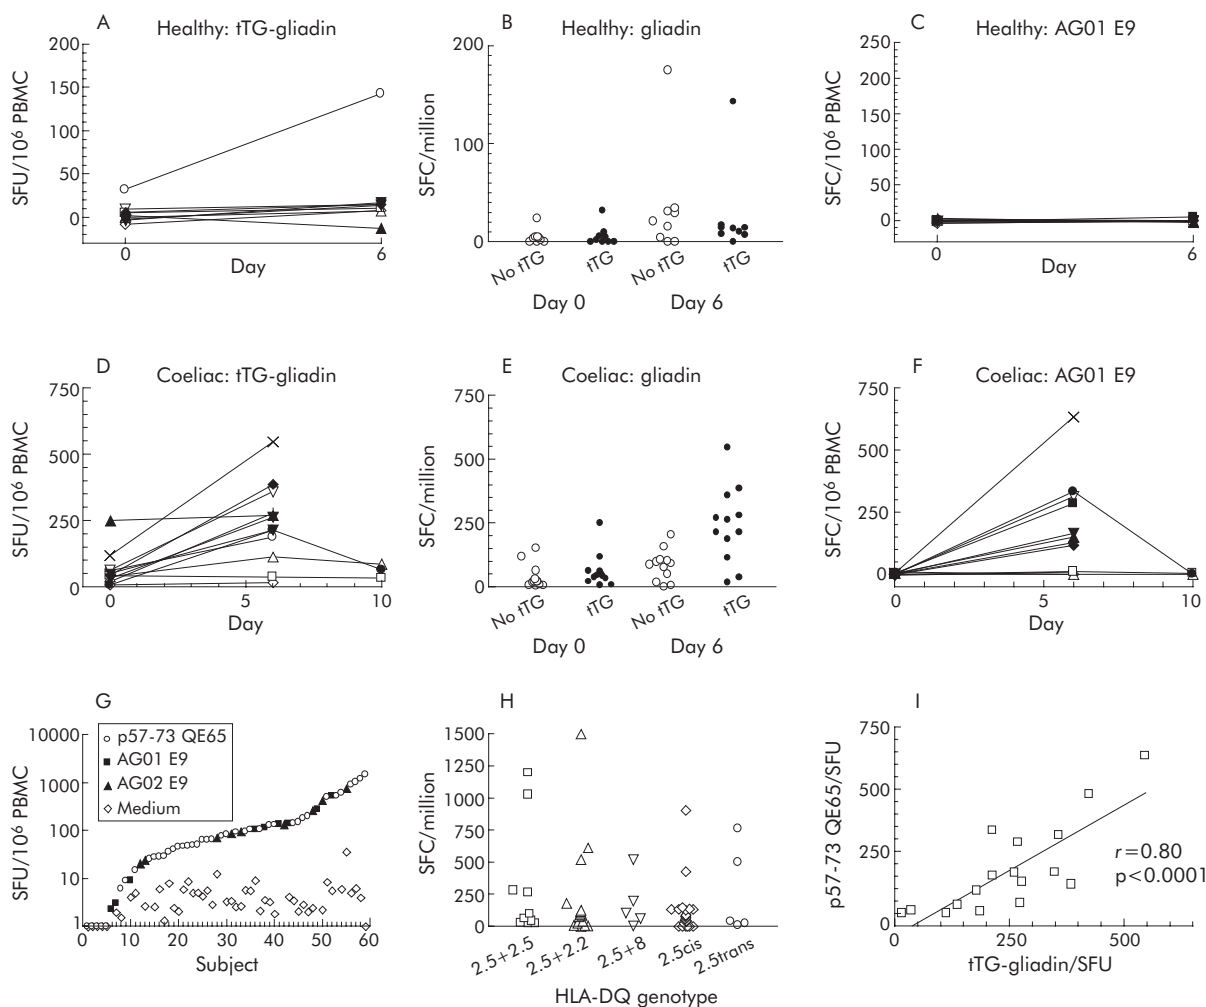 A
Healthy: tTG-gliadin
SFU/10⁶ PBMC
200
150
100
50
0
0
6
Day
B
Healthy: gliadin
SFC/million
200
100
0
No tTG
tTG
No tTG
tTG
Day 0
Day 6
C
Healthy: AG01 E9
SFC/10⁶ PBMC
250
200
150
100
50
0
0
6
Day
D
Coeliac: tTG-gliadin
SFU/10⁶ PBMC
750
500
250
0
0
5
10
Day
E
Coeliac: gliadin
SFC/million
750
500
250
0
No tTG
tTG
No tTG
tTG
Day 0
Day 6
F
Coeliac: AG01 E9
SFC/10⁶ PBMC
750
500
250
0
0
5
10
Day
G
p57-73 QE65
AG01 E9
AG02 E9
Medium
SFU/10⁶ PBMC
10000
1000
100
10
1
0
10
20
30
40
50
60
Subject
H
SFC/million
1500
1250
1000
750
500
250
0
2.5+2.5
2.5+2.2
2.5+8
2.5cis
2.5trans
HLA-DQ genotype
I
p57-73 QE65/SFU
750
500
250
0
r=0.80
p<0.0001
0
250
500
tTG-gliadin/SFU